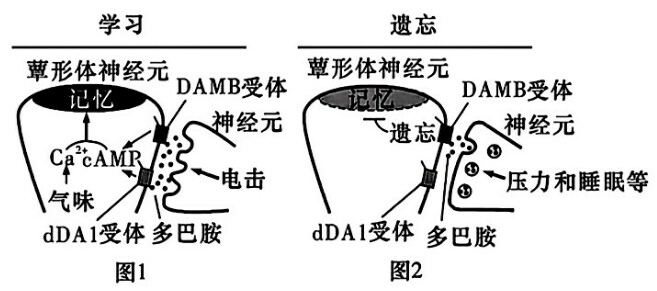 学习
蕈形体神经元
记忆
DAMB受体
神经元
Ca²⁺cAMP
电击
气味
dDA1受体
多巴胺
图1
遗忘
蕈形体神经元
记忆
DAMB受体
遗忘
神经元
压力和睡眠等
dDA1受体
多巴胺
图2